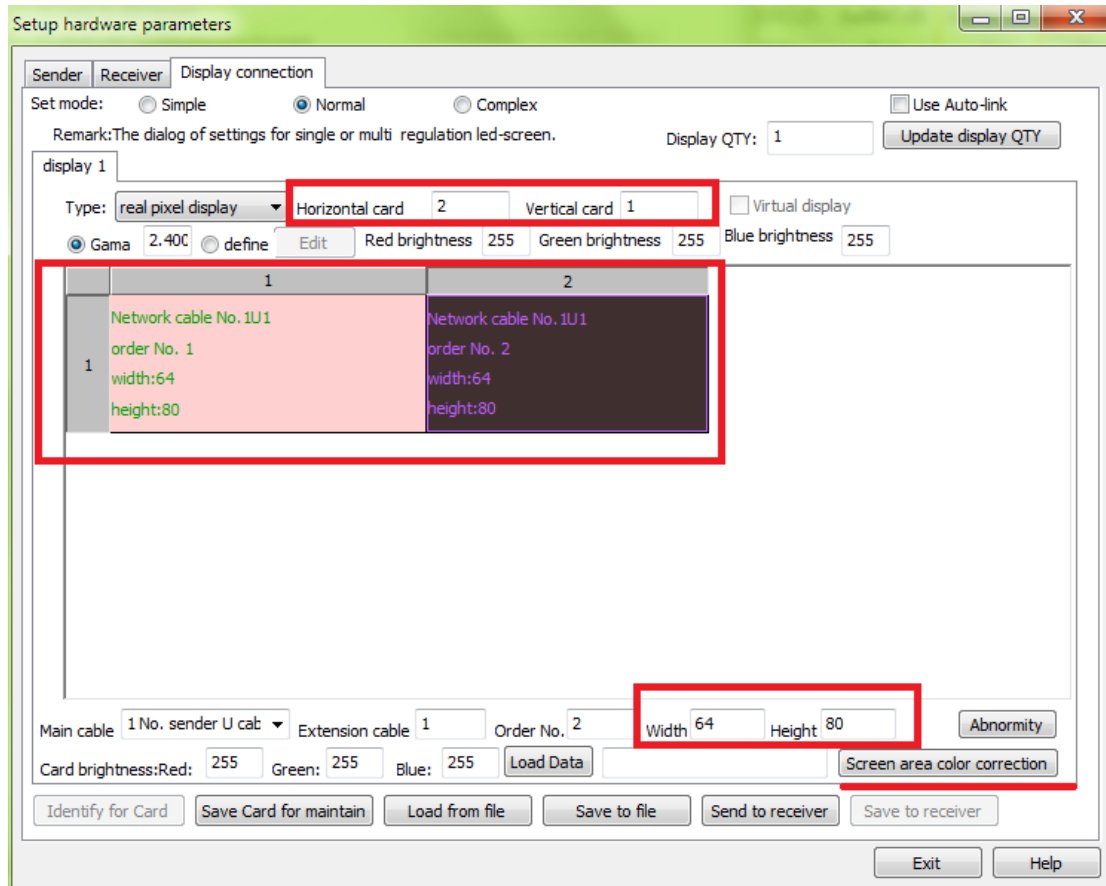 Setup hardware parameters
Sender Receiver Display connection
Set mode: Simple Normal Complex Use Auto-link
Remark:The dialog of settings for single or multi regulation led-screen. Display QTY: 1 Update display QTY
display 1
Type: real pixel display Horizontal card 2 Vertical card 1 Virtual display
Gama 2.400 define Edit Red brightness 255 Green brightness 255 Blue brightness 255
1 2
1
Network cable No.1U1
order No. 1
width:64
height:80
Network cable No.1U1
order No. 2
width:64
height:80
Main cable 1 No. sender U cab Extension cable 1 Order No. 2 Width 64 Height 80 Abnormity
Card brightness:Red: 255 Green: 255 Blue: 255 Load Data Screen area color correction
Identify for Card Save Card for maintain Load from file Save to file Send to receiver Save to receiver
Exit Help